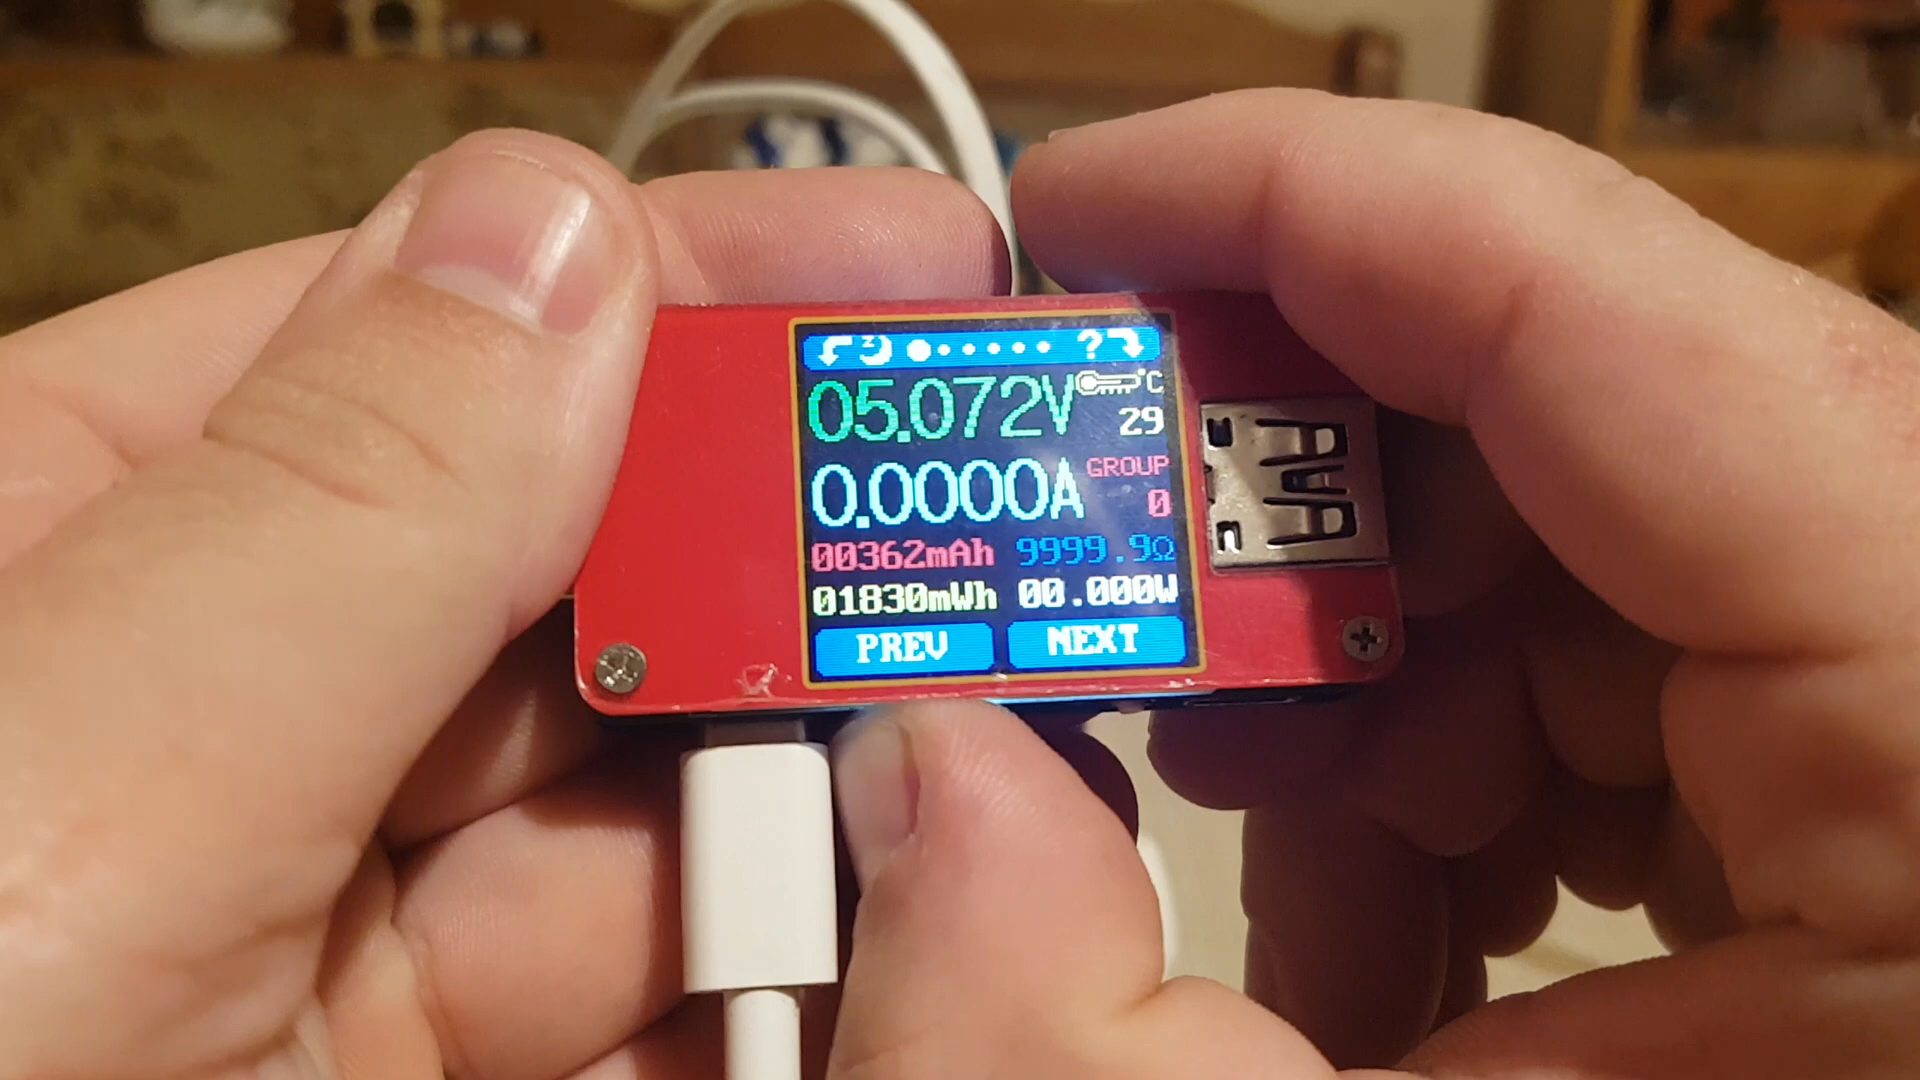 ?
05.072V °C
29
0.0000A GROUP
0
00362mAh 9999.9Ω
01830mWh 00.000W
PREV NEXT